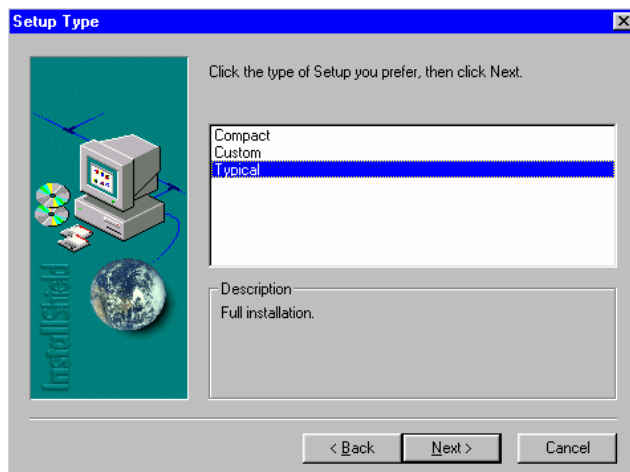 Setup Type
Click the type of Setup you prefer, then click Next.
Compact
Custom
Typical
Description
Full installation.
InstallShield
< Back
Next >
Cancel